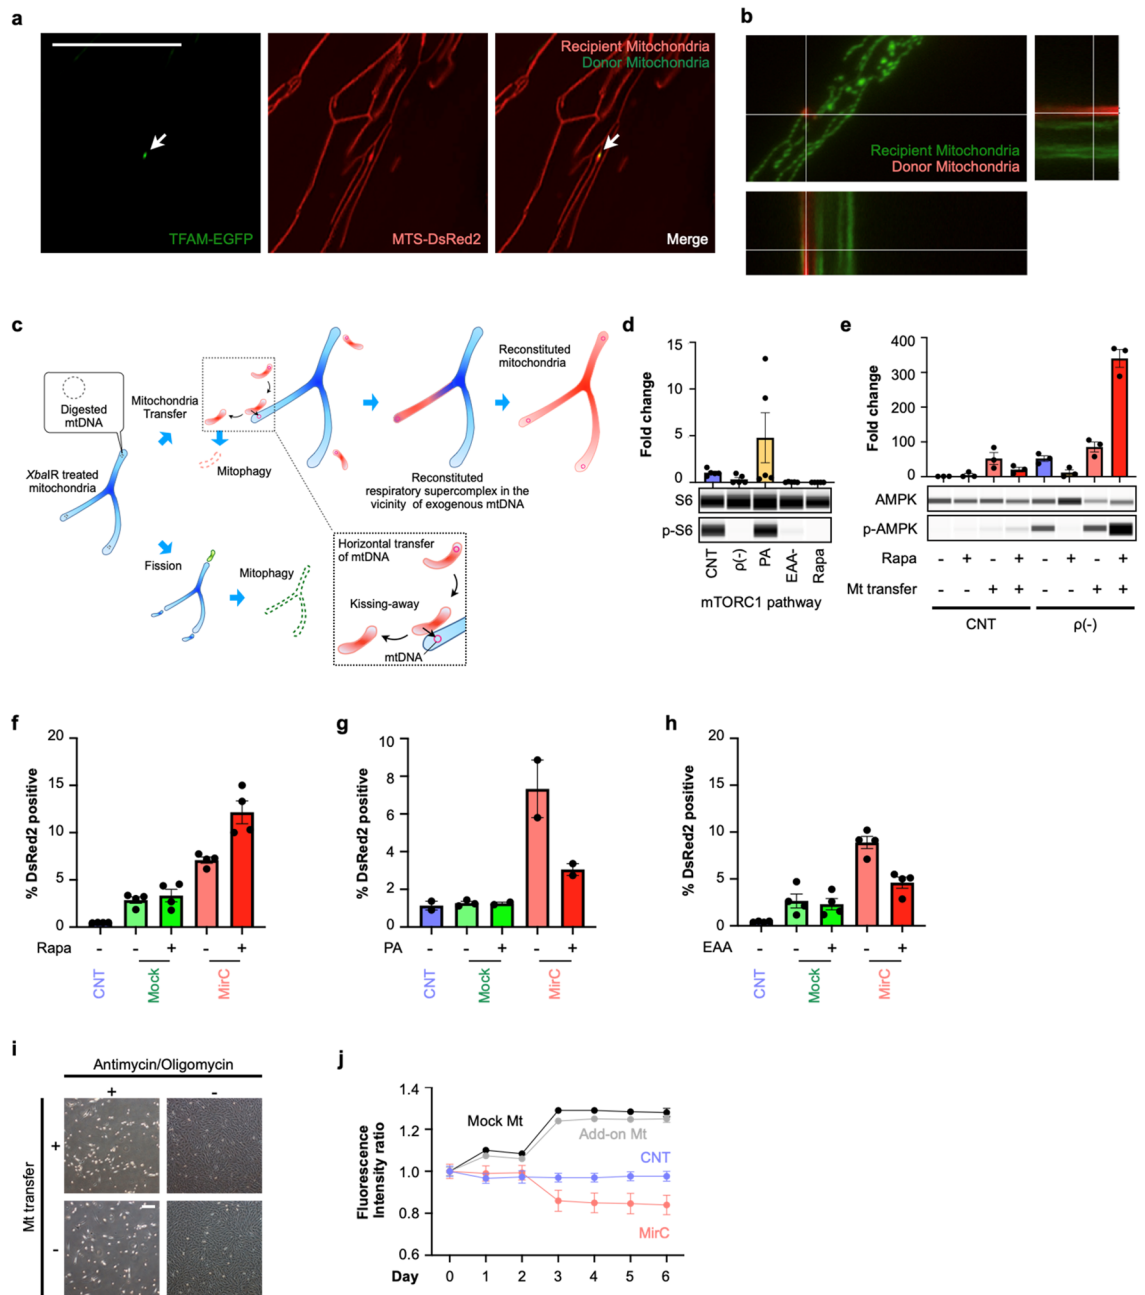 a
TFAM-EGFP
MTS-DsRed2
Recipient Mitochondria
Donor Mitochondria
Merge
b
Recipient Mitochondria
Donor Mitochondria
c
Digested
mtDNA
XbaIR treated
mitochondria
Mitochondria
Transfer
Mitophagy
Fission
Mitophagy
Reconstituted
respiratory supercomplex in the
vicinity of exogenous mtDNA
Reconstituted
mitochondria
Horizontal transfer
of mtDNA
Kissing-away
mtDNA
d
Fold change
15
10
5
0
S6
p-S6
CNT
ρ(-)
PA
EAA-
Rapa
mTORC1 pathway
e
Fold change
400
300
200
100
0
AMPK
p-AMPK
Rapa - + - + - + - +
Mt transfer - - + + - - + +
CNT ρ(-)
f
% DsRed2 positive
20
15
10
5
0
Rapa - - + - +
CNT
Mock
MirC
g
% DsRed2 positive
10
8
6
4
2
0
PA - - + - +
CNT
Mock
MirC
h
% DsRed2 positive
20
15
10
5
0
EAA - - + - +
CNT
Mock
MirC
i
Antimycin/Oligomycin
+ -
Mt transfer
+
-
j
Fluorescence
Intensity ratio
1.4
1.2
1.0
0.8
0.6
Mock Mt
Add-on Mt
CNT
MirC
Day 0 1 2 3 4 5 6